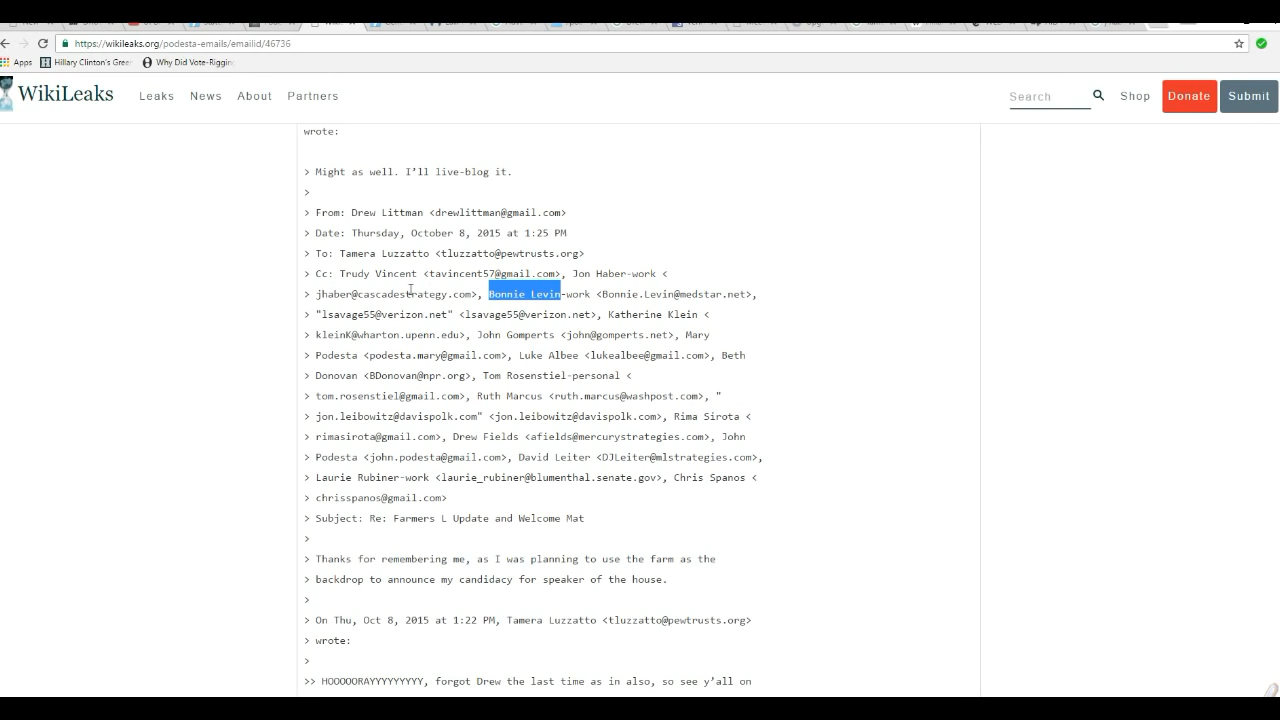 https://wikileaks.org/podesta-emails/emailid/46736
Apps Hillary Clinton's Green Why Did Vote-Rigging
WikiLeaks Leaks News About Partners Search Shop Donate Submit
wrote:
> Might as well. I'll live-blog it.
>
> From: Drew Littman <drewlittman@gmail.com>
> Date: Thursday, October 8, 2015 at 1:25 PM
> To: Tamera Luzzatto <tluzzatto@pewtrusts.org>
> Cc: Trudy Vincent <tavincent57@gmail.com>, Jon Haber-work <
> jhaber@cascadestrategy.com>, Bonnie Levin-work <Bonnie.Levin@medstar.net>,
> "lsavage55@verizon.net" <lsavage55@verizon.net>, Katherine Klein <
> kleinK@wharton.upenn.edu>, John Gomperts <john@gomperts.net>, Mary
> Podesta <podesta.mary@gmail.com>, Luke Albee <lukealbee@gmail.com>, Beth
> Donovan <BDonovan@npr.org>, Tom Rosenstiel-personal <
> tom.rosenstiel@gmail.com>, Ruth Marcus <ruth.marcus@washpost.com>, "
> jon.leibowitz@davispolk.com" <jon.leibowitz@davispolk.com>, Rima Sirota <
> rimasirota@gmail.com>, Drew Fields <afields@mercurystrategies.com>, John
> Podesta <john.podesta@gmail.com>, David Leiter <DJLeiter@mlstrategies.com>,
> Laurie Rubiner-work <laurie_rubiner@blumenthal.senate.gov>, Chris Spanos <
> chrisspanos@gmail.com>
> Subject: Re: Farmers L Update and Welcome Mat
>
> Thanks for remembering me, as I was planning to use the farm as the
> backdrop to announce my candidacy for speaker of the house.
>
> On Thu, Oct 8, 2015 at 1:22 PM, Tamera Luzzatto <tluzzatto@pewtrusts.org>
> wrote:
>
>> HOOOOORAYYYYYYYYY, forgot Drew the last time as in also, so see y'all on